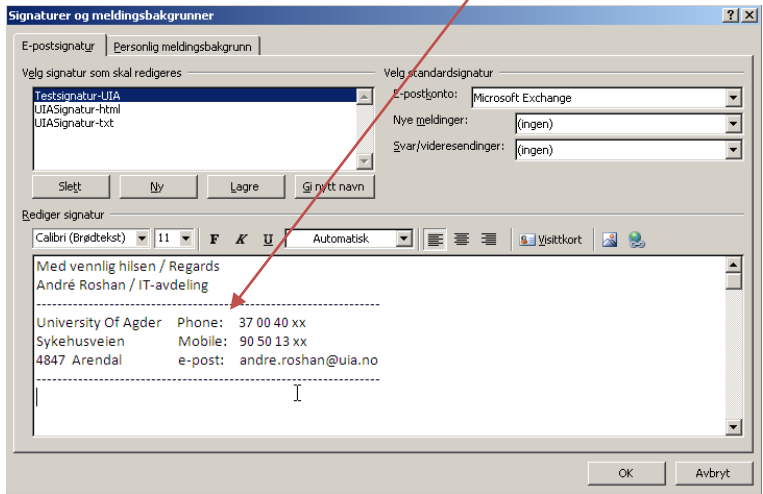 Signaturer og meldingsbakgrunner
E-postsignatur Personlig meldingsbakgrunn
Velg signatur som skal redigeres
Testsignatur-UIA
UIASignatur-html
UIASignatur-txt
Slett Ny Lagre Gi nytt navn
Velg standardsignatur
E-postkonto: Microsoft Exchange
Nye meldinger: (ingen)
Svar/videresendinger: (ingen)
Rediger signatur
Calibri (Brødtekst) 11 F K U Automatisk Visittkort
Med vennlig hilsen / Regards
André Roshan / IT-avdeling
------------------------------------------------------------
University Of Agder Phone: 37 00 40 xx
Sykehusveien Mobile: 90 50 13 xx
4847 Arendal e-post: andre.roshan@uia.no
------------------------------------------------------------
OK Avbryt